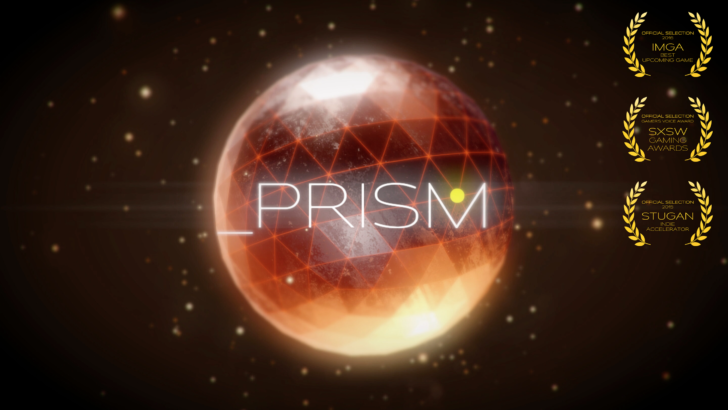 _PRISM
OFFICIAL SELECTION
2015
IMGA
BEST
UPCOMING GAME
OFFICIAL SELECTION
GAMER'S VOICE AWARD
SXSW
GAMING
AWARDS
OFFICIAL SELECTION
2015
STUGAN
INDIE
ACCELERATOR